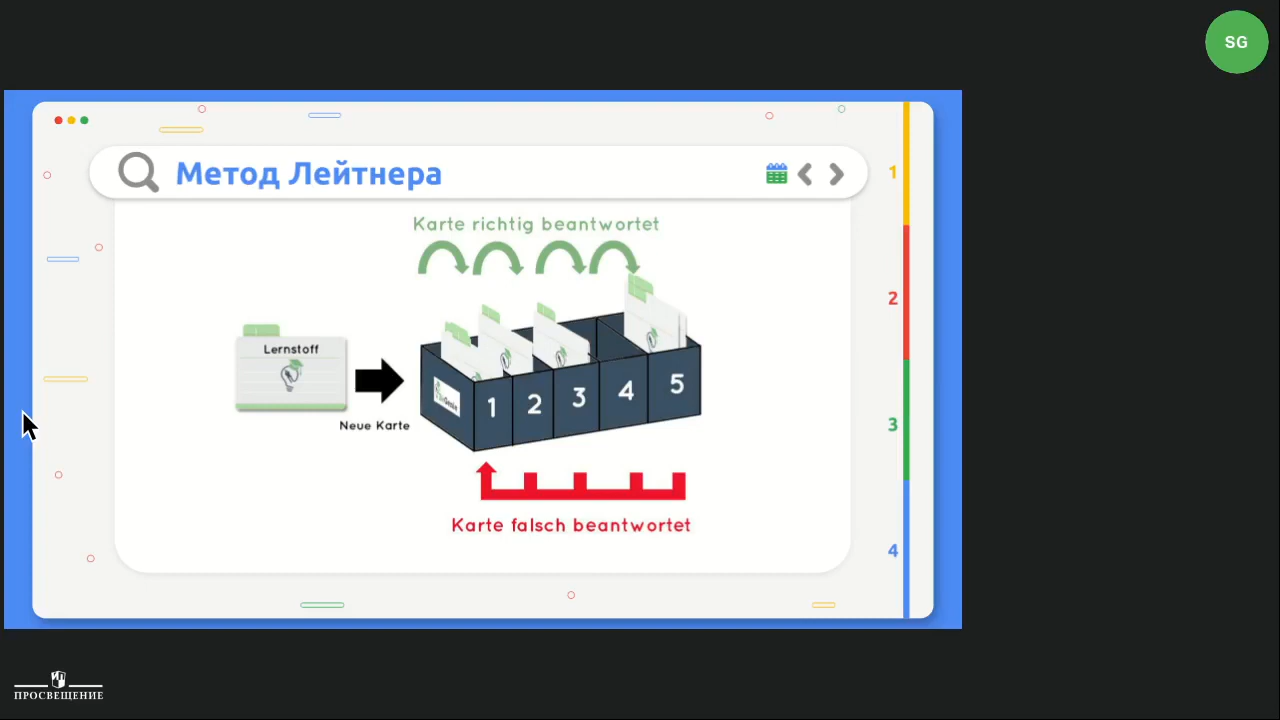 SG
Метод Лейтнера
1
2
3
4
Karte richtig beantwortet
Lernstoff
Neue Karte
1 2 3 4 5
Karte falsch beantwortet
ПРОСВЕЩЕНИЕ